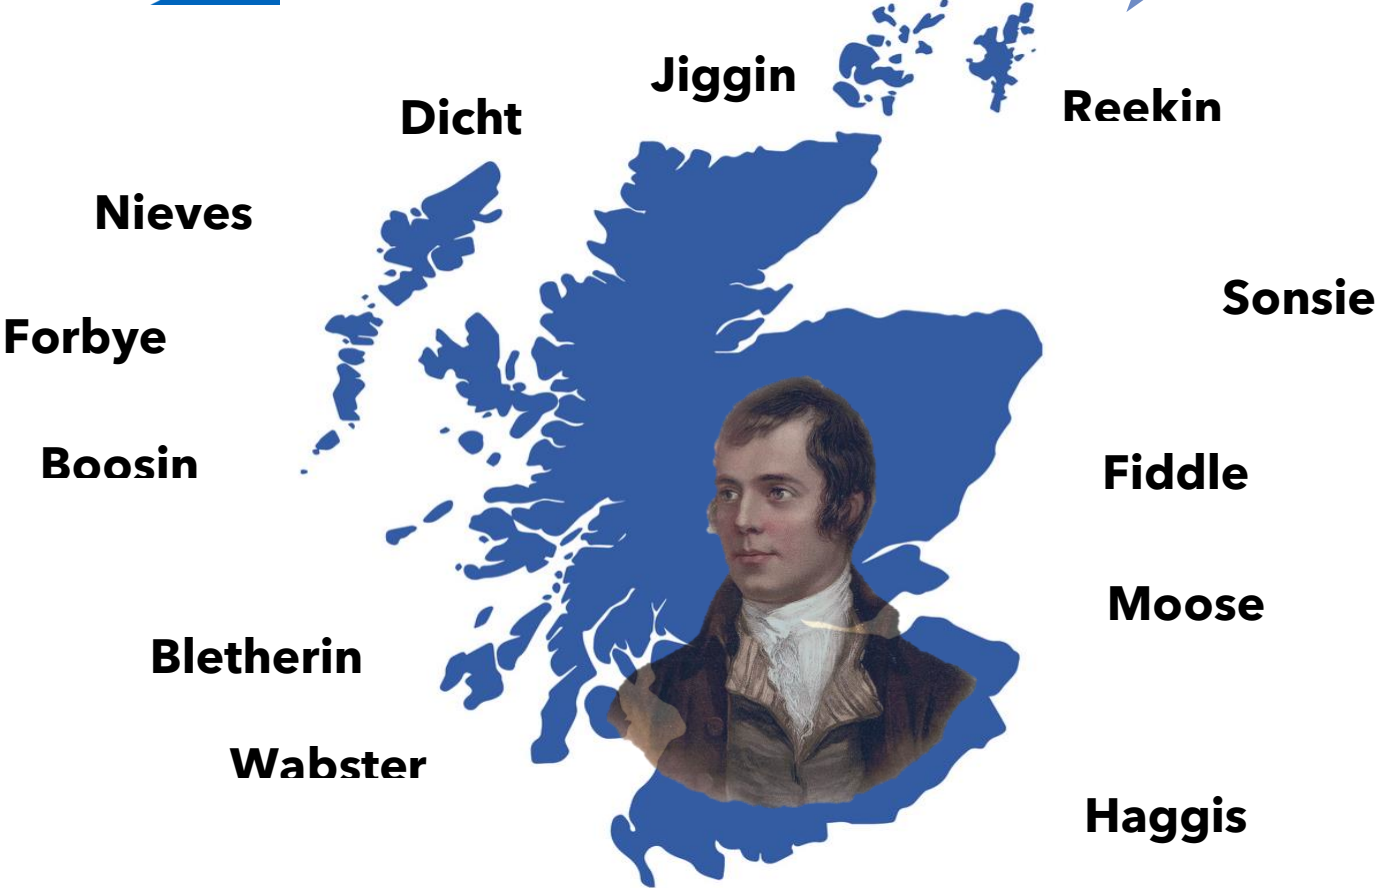 Jiggin
Reekin
Dicht
Nieves
Sonsie
Forbye
Boosin
Fiddle
Moose
Bletherin
Wabster
Haggis